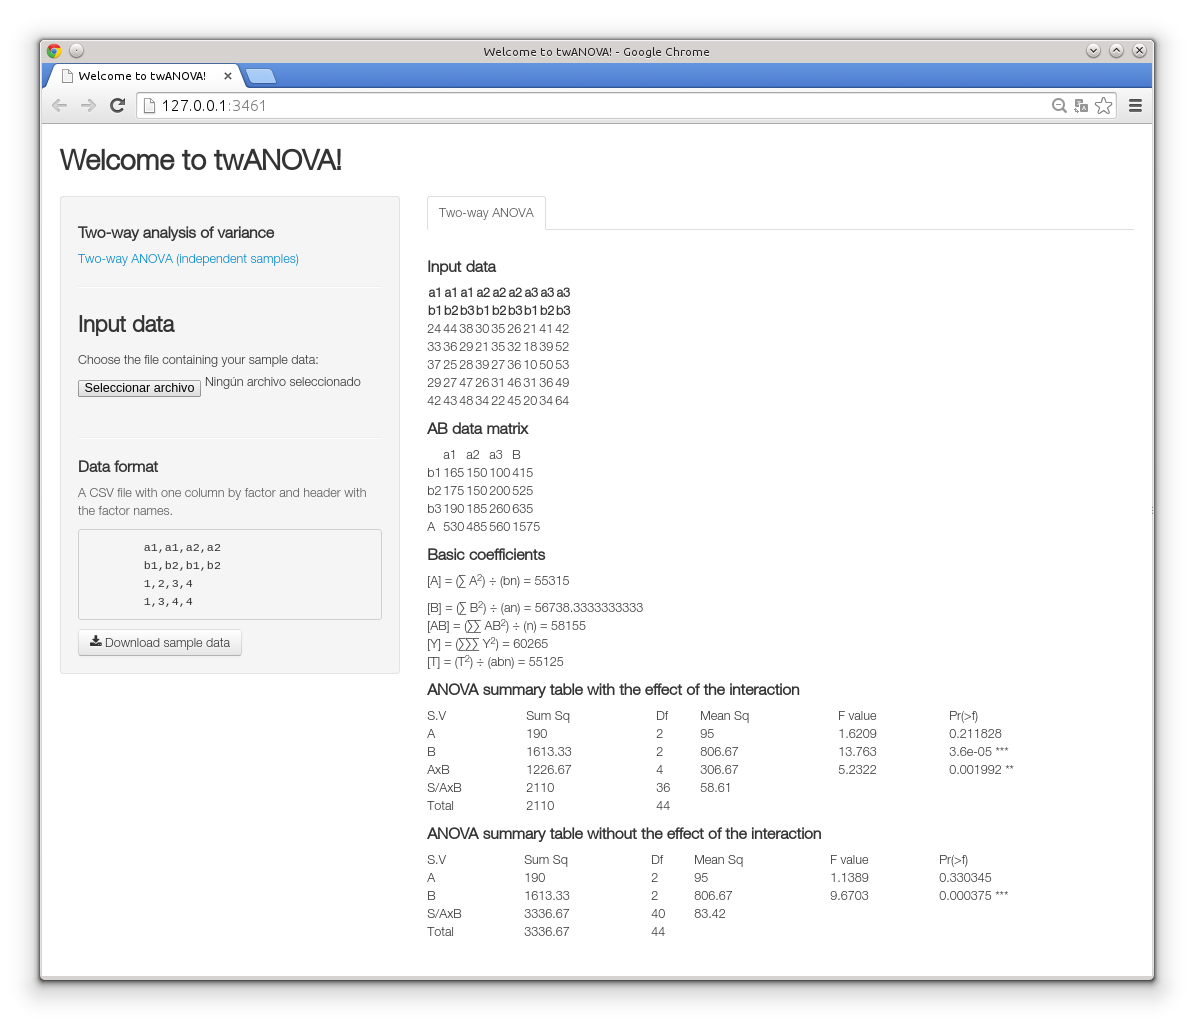 Welcome to twANOVA! - Google Chrome
Welcome to twANOVA!
127.0.0.1:3461
Welcome to twANOVA!
Two-way analysis of variance
Two-way ANOVA (independent samples)
Input data
Choose the file containing your sample data:
Seleccionar archivo Ningún archivo seleccionado
Data format
A CSV file with one column by factor and header with
the factor names.
a1,a1,a2,a2
b1,b2,b1,b2
1,2,3,4
1,3,4,4
Download sample data
Two-way ANOVA
Input data
a1 a1 a1 a2 a2 a2 a3 a3 a3
b1 b2 b3 b1 b2 b3 b1 b2 b3
24 44 38 30 35 26 21 41 42
33 36 29 21 35 32 18 39 52
37 25 28 39 27 36 10 50 53
29 27 47 26 31 46 31 36 49
42 43 48 34 22 45 20 34 64
AB data matrix
a1 a2 a3 B
b1 165 150 100 415
b2 175 150 200 525
b3 190 185 260 635
A 530 485 560 1575
Basic coefficients
[A] = (∑ A²) ÷ (bn) = 55315
[B] = (∑ B²) ÷ (an) = 56738.3333333333
[AB] = (∑∑ AB²) ÷ (n) = 58155
[Y] = (∑∑∑ Y²) = 60265
[T] = (T²) ÷ (abn) = 55125
ANOVA summary table with the effect of the interaction
S.V Sum Sq Df Mean Sq F value Pr(>f)
A 190 2 95 1.6209 0.211828
B 1613.33 2 806.67 13.763 3.6e-05 ***
AxB 1226.67 4 306.67 5.2322 0.001992 **
S/AxB 2110 36 58.61
Total 2110 44
ANOVA summary table without the effect of the interaction
S.V Sum Sq Df Mean Sq F value Pr(>f)
A 190 2 95 1.1389 0.330345
B 1613.33 2 806.67 9.6703 0.000375 ***
S/AxB 3336.67 40 83.42
Total 3336.67 44